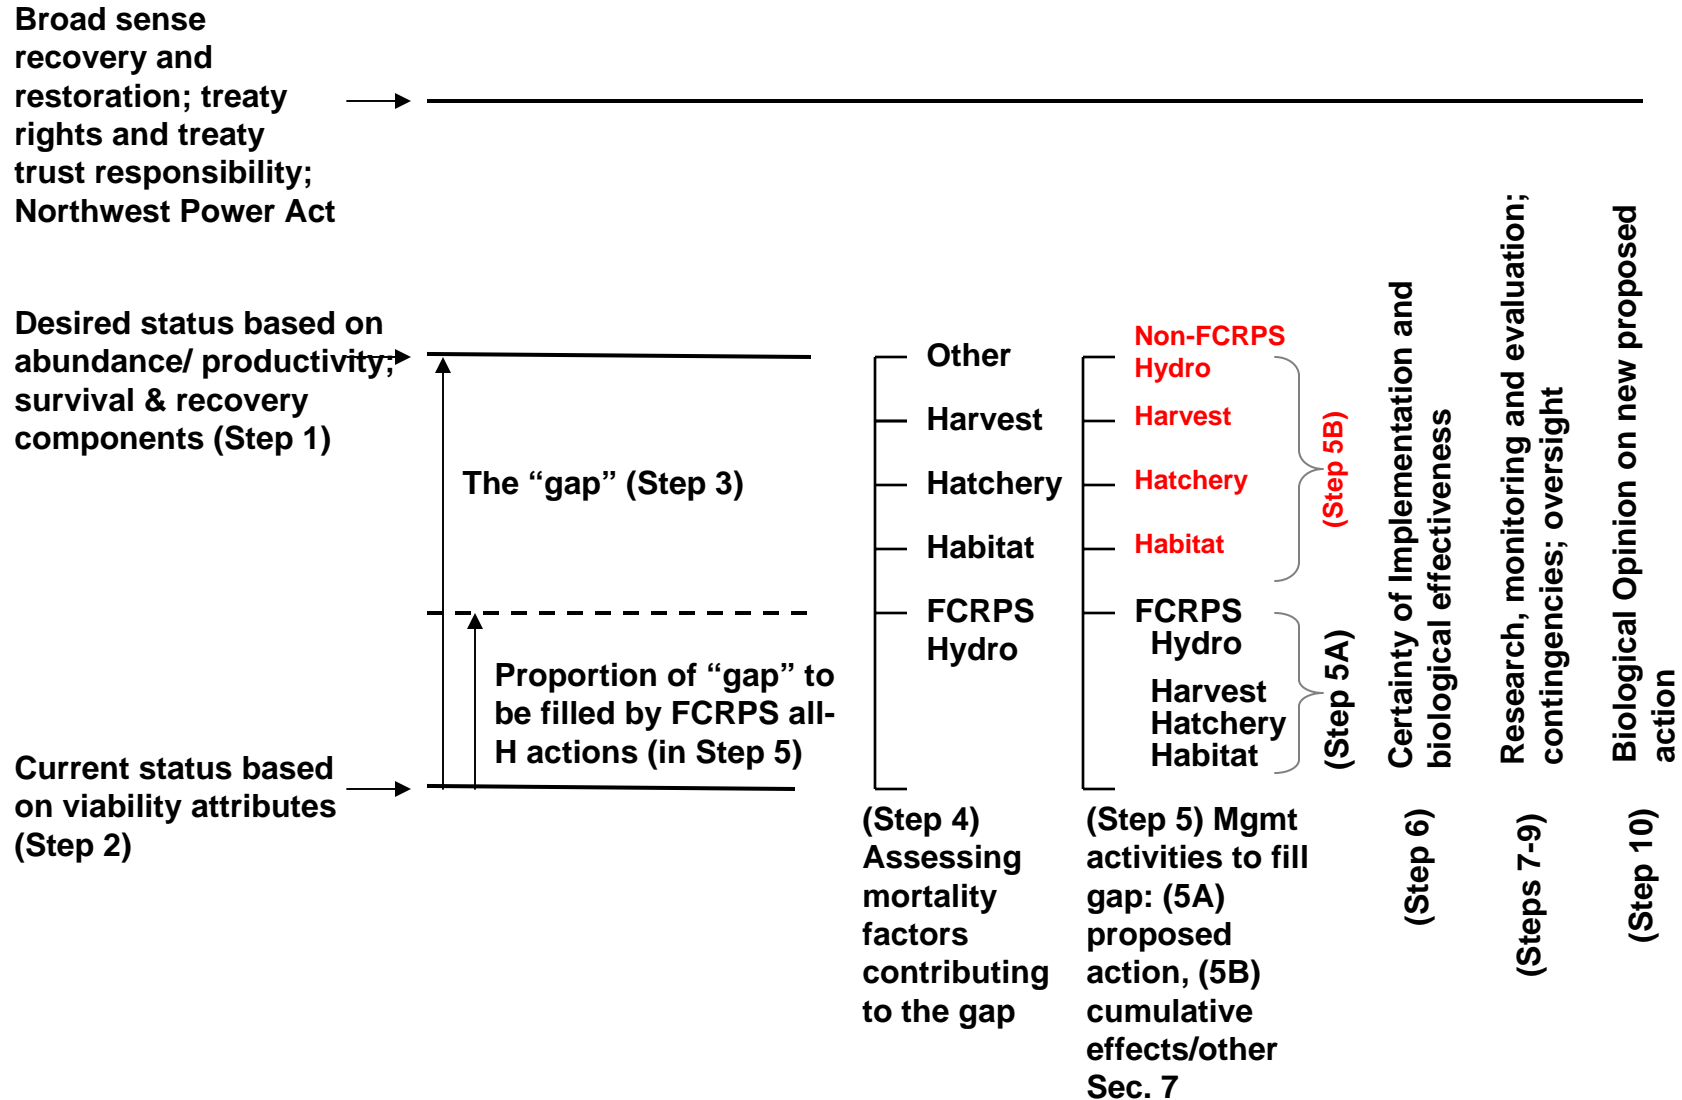 Broad sense
recovery and
restoration; treaty
rights and treaty
trust responsibility;
Northwest Power Act
Desired status based on
abundance/ productivity;
survival & recovery
components (Step 1)
The “gap” (Step 3)
Proportion of “gap” to
be filled by FCRPS all-
H actions (in Step 5)
Current status based
on viability attributes
(Step 2)
Other
Harvest
Hatchery
Habitat
FCRPS
Hydro
(Step 4)
Assessing
mortality
factors
contributing
to the gap
Non-FCRPS
Hydro
Harvest
Hatchery
Habitat
(Step 5B)
FCRPS
Hydro
Harvest
Hatchery
Habitat
(Step 5A)
(Step 5) Mgmt
activities to fill
gap: (5A)
proposed
action, (5B)
cumulative
effects/other
Sec. 7
Certainty of Implementation and
biological effectiveness
(Step 6)
Research, monitoring and evaluation;
contingencies; oversight
(Steps 7-9)
Biological Opinion on new proposed
action
(Step 10)